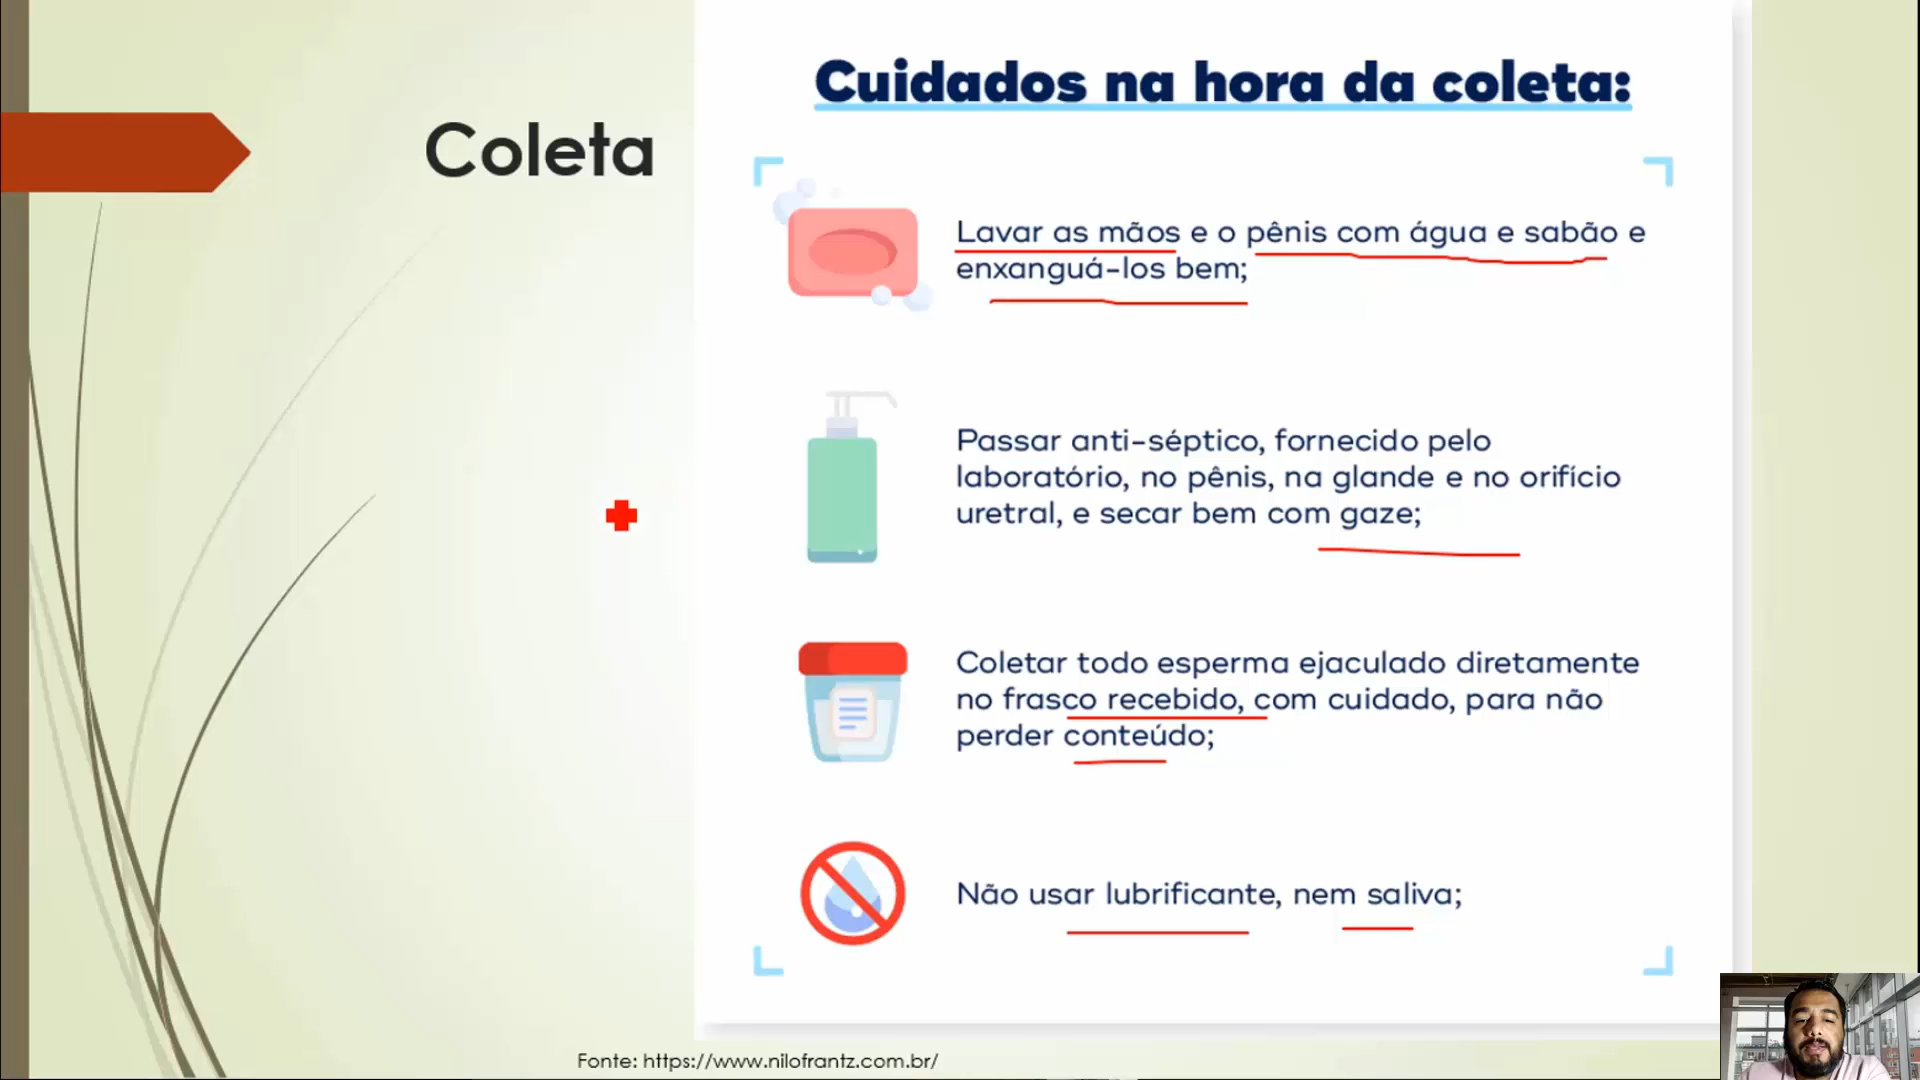 Coleta
Cuidados na hora da coleta:
Lavar as mãos e o pênis com água e sabão e
enxanguá-los bem;
Passar anti-séptico, fornecido pelo
laboratório, no pênis, na glande e no orifício
uretral, e secar bem com gaze;
Coletar todo esperma ejaculado diretamente
no frasco recebido, com cuidado, para não
perder conteúdo;
Não usar lubrificante, nem saliva;
Fonte: https://www.nilofrantz.com.br/